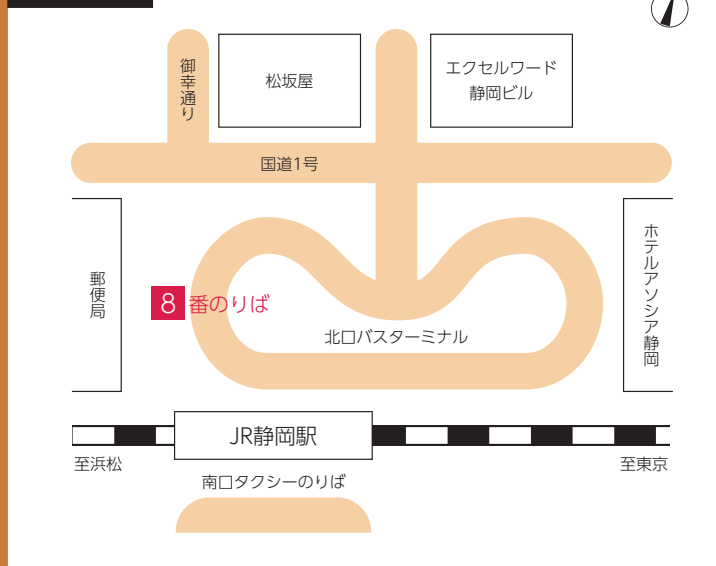 御幸通り
松坂屋
エクセルワード
静岡ビル
国道1号
郵便局
8番のりば
北口バスターミナル
ホテルアソシア静岡
JR静岡駅
至浜松
至東京
南口タクシーのりば